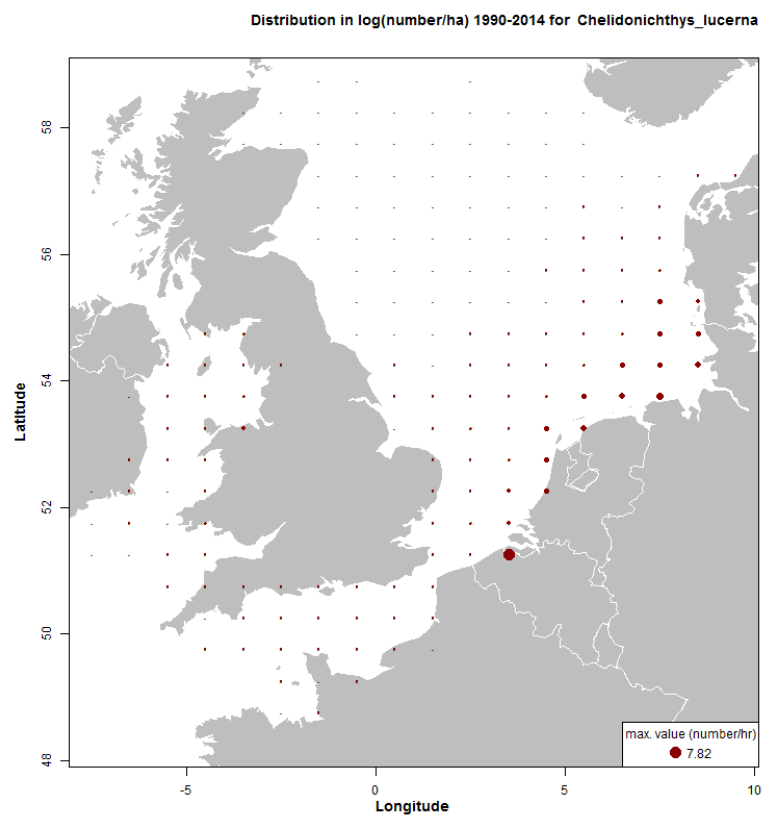 Distribution in log(number/ha) 1990-2014 for Chelidonichthys_lucerna
58
56
54
52
50
48
Latitude
-5
0
5
10
Longitude
max. value (number/hr)
7.82